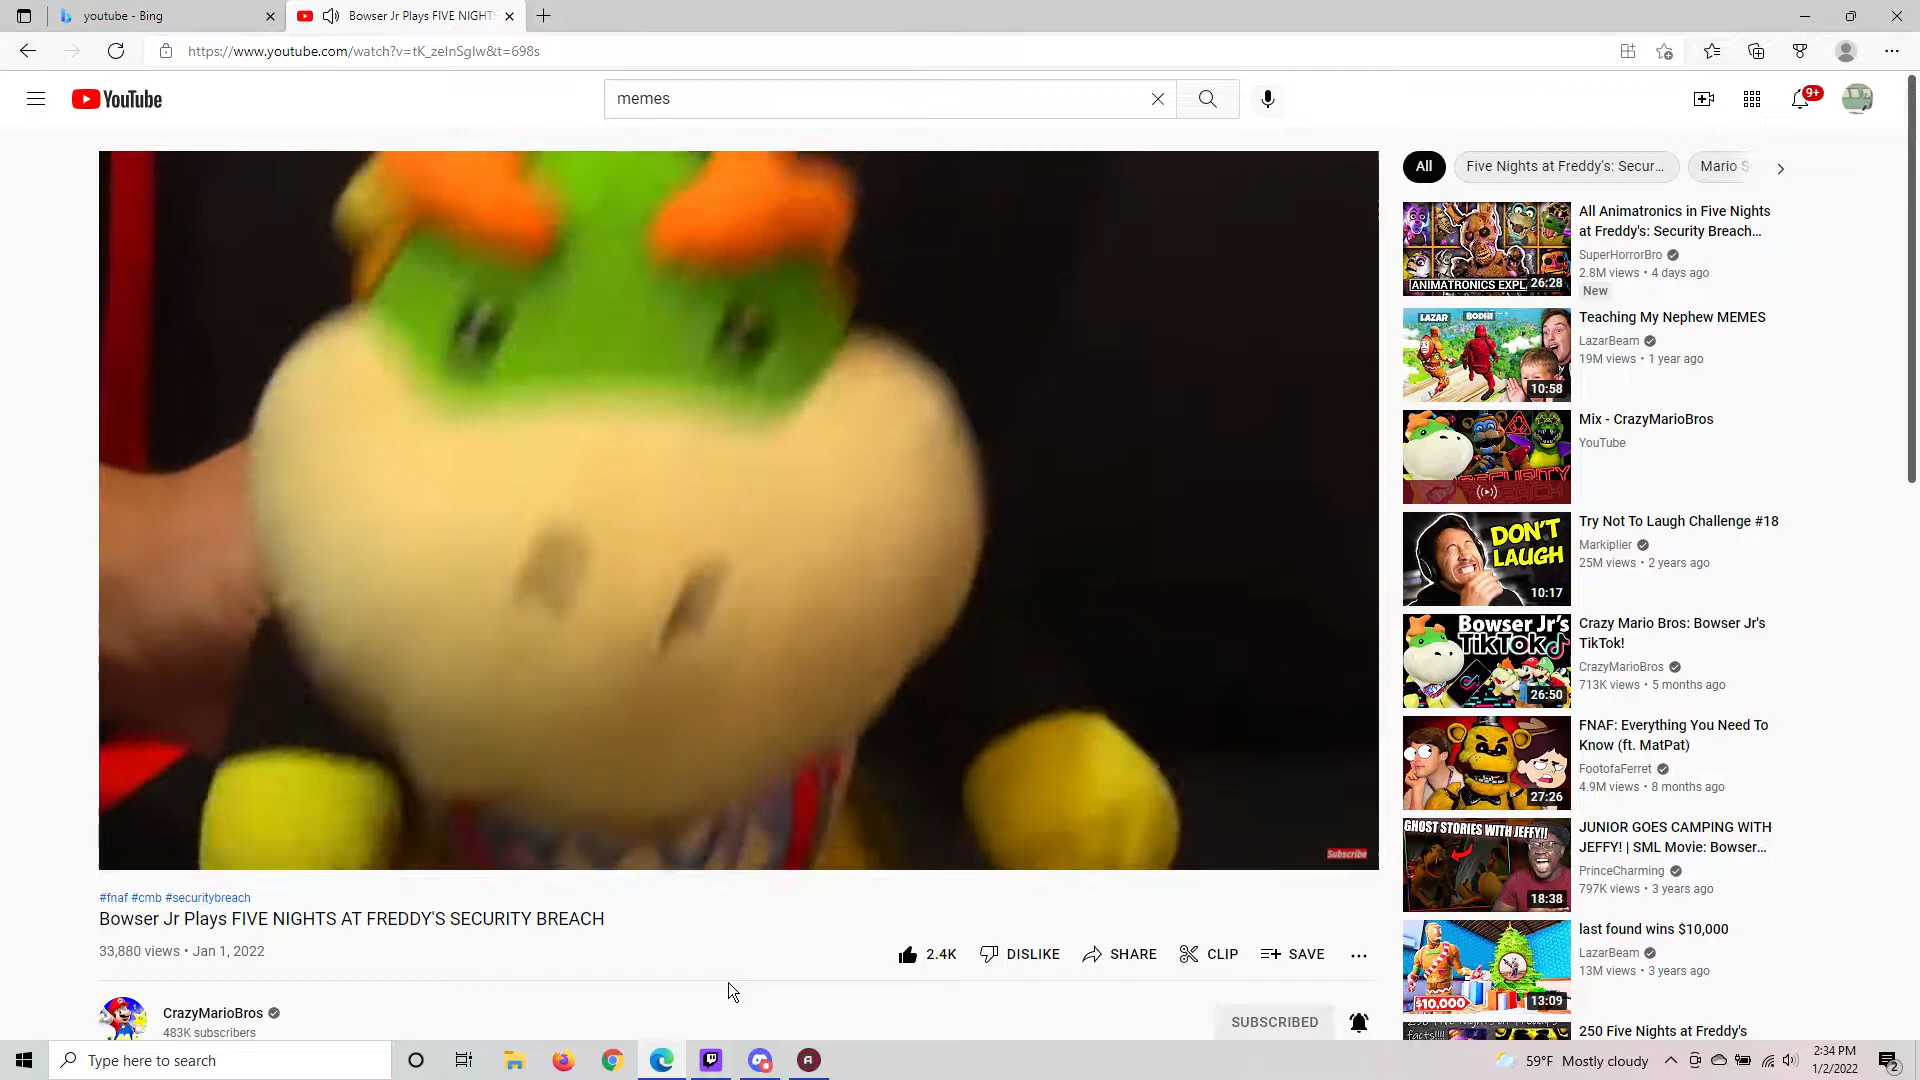 youtube - Bing
Bowser Jr Plays FIVE NIGHTS
https://www.youtube.com/watch?v=tK_zeInSgIw&t=698s
YouTube
memes
9+
Subscribe
#fnaf #cmb #securitybreach
Bowser Jr Plays FIVE NIGHTS AT FREDDY'S SECURITY BREACH
33,880 views • Jan 1, 2022
2.4K
DISLIKE
SHARE
CLIP
SAVE
CrazyMarioBros
483K subscribers
SUBSCRIBED
All
Five Nights at Freddy's: Secur...
Mario S
ANIMATRONICS EXPL
26:28
All Animatronics in Five Nights
at Freddy's: Security Breach...
SuperHorrorBro
2.8M views • 4 days ago
New
LAZAR
BODHI
10:58
Teaching My Nephew MEMES
LazarBeam
19M views • 1 year ago
SECURITY
BREACH
Mix - CrazyMarioBros
YouTube
DON'T
LAUGH
10:17
Try Not To Laugh Challenge #18
Markiplier
25M views • 2 years ago
Bowser Jr's
TikTok
26:50
Crazy Mario Bros: Bowser Jr's
TikTok!
CrazyMarioBros
713K views • 5 months ago
27:26
FNAF: Everything You Need To
Know (ft. MatPat)
FootofaFerret
4.9M views • 8 months ago
GHOST STORIES WITH JEFFY!!
18:38
JUNIOR GOES CAMPING WITH
JEFFY! | SML Movie: Bowser...
PrinceCharming
797K views • 3 years ago
$10,000
13:09
last found wins $10,000
LazarBeam
13M views • 3 years ago
250 Five Nights at Freddy's
Type here to search
59°F Mostly cloudy
2:34 PM
1/2/2022
2